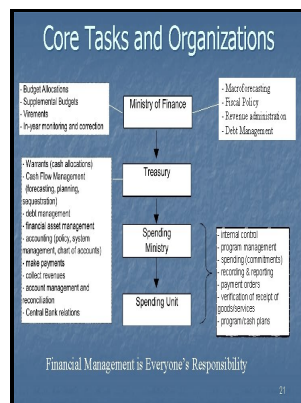 Core Tasks and Organizations
- Budget Allocations
- Supplemental Budgets
- Virements
- In-year monitoring and correction
Ministry of Finance
- Macroforecasting
- Fiscal Policy
- Revenue administration
- Debt Management
- Warrants (cash allocations)
- Cash Flow Management
(forecasting, planning,
sequestration)
- debt management
- financial asset management
- accounting (policy, system
management, chart of accounts)
- make payments
- collect revenues
- account management and
reconciliation
- Central Bank relations
Treasury
Spending
Ministry
Spending Unit
- internal control
- program management
- spending (commitments)
- recording & reporting
- payment orders
- verification of receipt of
goods/services
- program/cash plans
Financial Management is Everyone's Responsibility
21